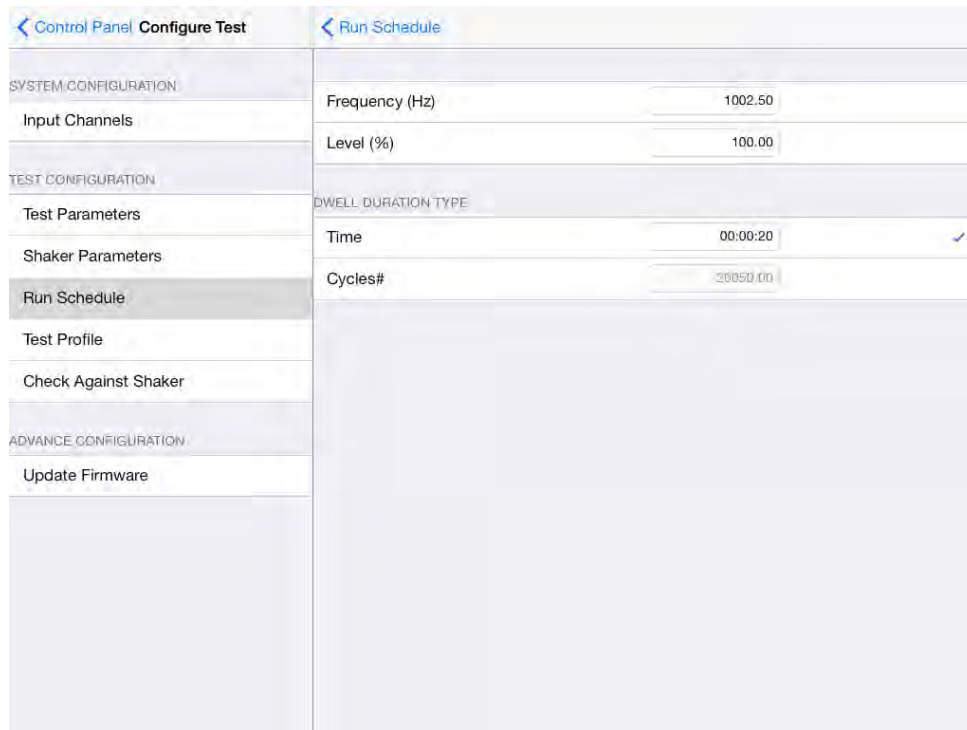 Control Panel Configure Test
SYSTEM CONFIGURATION
Input Channels
TEST CONFIGURATION
Test Parameters
Shaker Parameters
Run Schedule
Test Profile
Check Against Shaker
ADVANCE CONFIGURATION
Update Firmware
Run Schedule
Frequency (Hz) 1002.50
Level (%) 100.00
DWELL DURATION TYPE
Time 00:00:20
Cycles# 20050.00